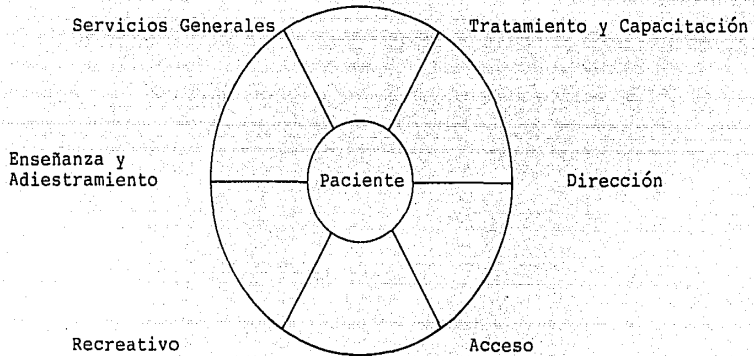 Servicios Generales
Tratamiento y Capacitación
Enseñanza y
Adiestramiento
Paciente
Dirección
Recreativo
Acceso